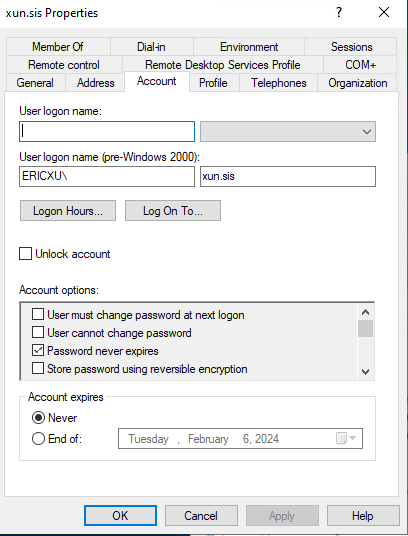 xun.sis Properties ? ×
Member Of Dial-in Environment Sessions
Remote control Remote Desktop Services Profile COM+
General Address Account Profile Telephones Organization
User logon name:
User logon name (pre-Windows 2000):
ERICXU\ xun.sis
Logon Hours... Log On To...
Unlock account
Account options:
User must change password at next logon
User cannot change password
Password never expires
Store password using reversible encryption
Account expires
Never
End of: Tuesday , February 6, 2024
OK Cancel Apply Help